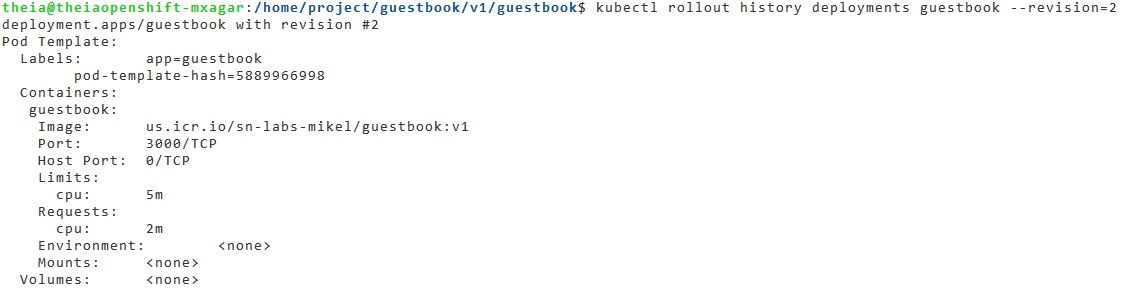 theia@theiaopenshift-mxagar:/home/project/guestbook/v1/guestbook$ kubectl rollout history deployments guestbook --revision=2
deployment.apps/guestbook with revision #2
Pod Template:
  Labels:       app=guestbook
        pod-template-hash=5889966998
  Containers:
   guestbook:
    Image:      us.icr.io/sn-labs-mikel/guestbook:v1
    Port:       3000/TCP
    Host Port:  0/TCP
    Limits:
      cpu:      5m
    Requests:
      cpu:      2m
    Environment:        <none>
    Mounts:     <none>
  Volumes:      <none>